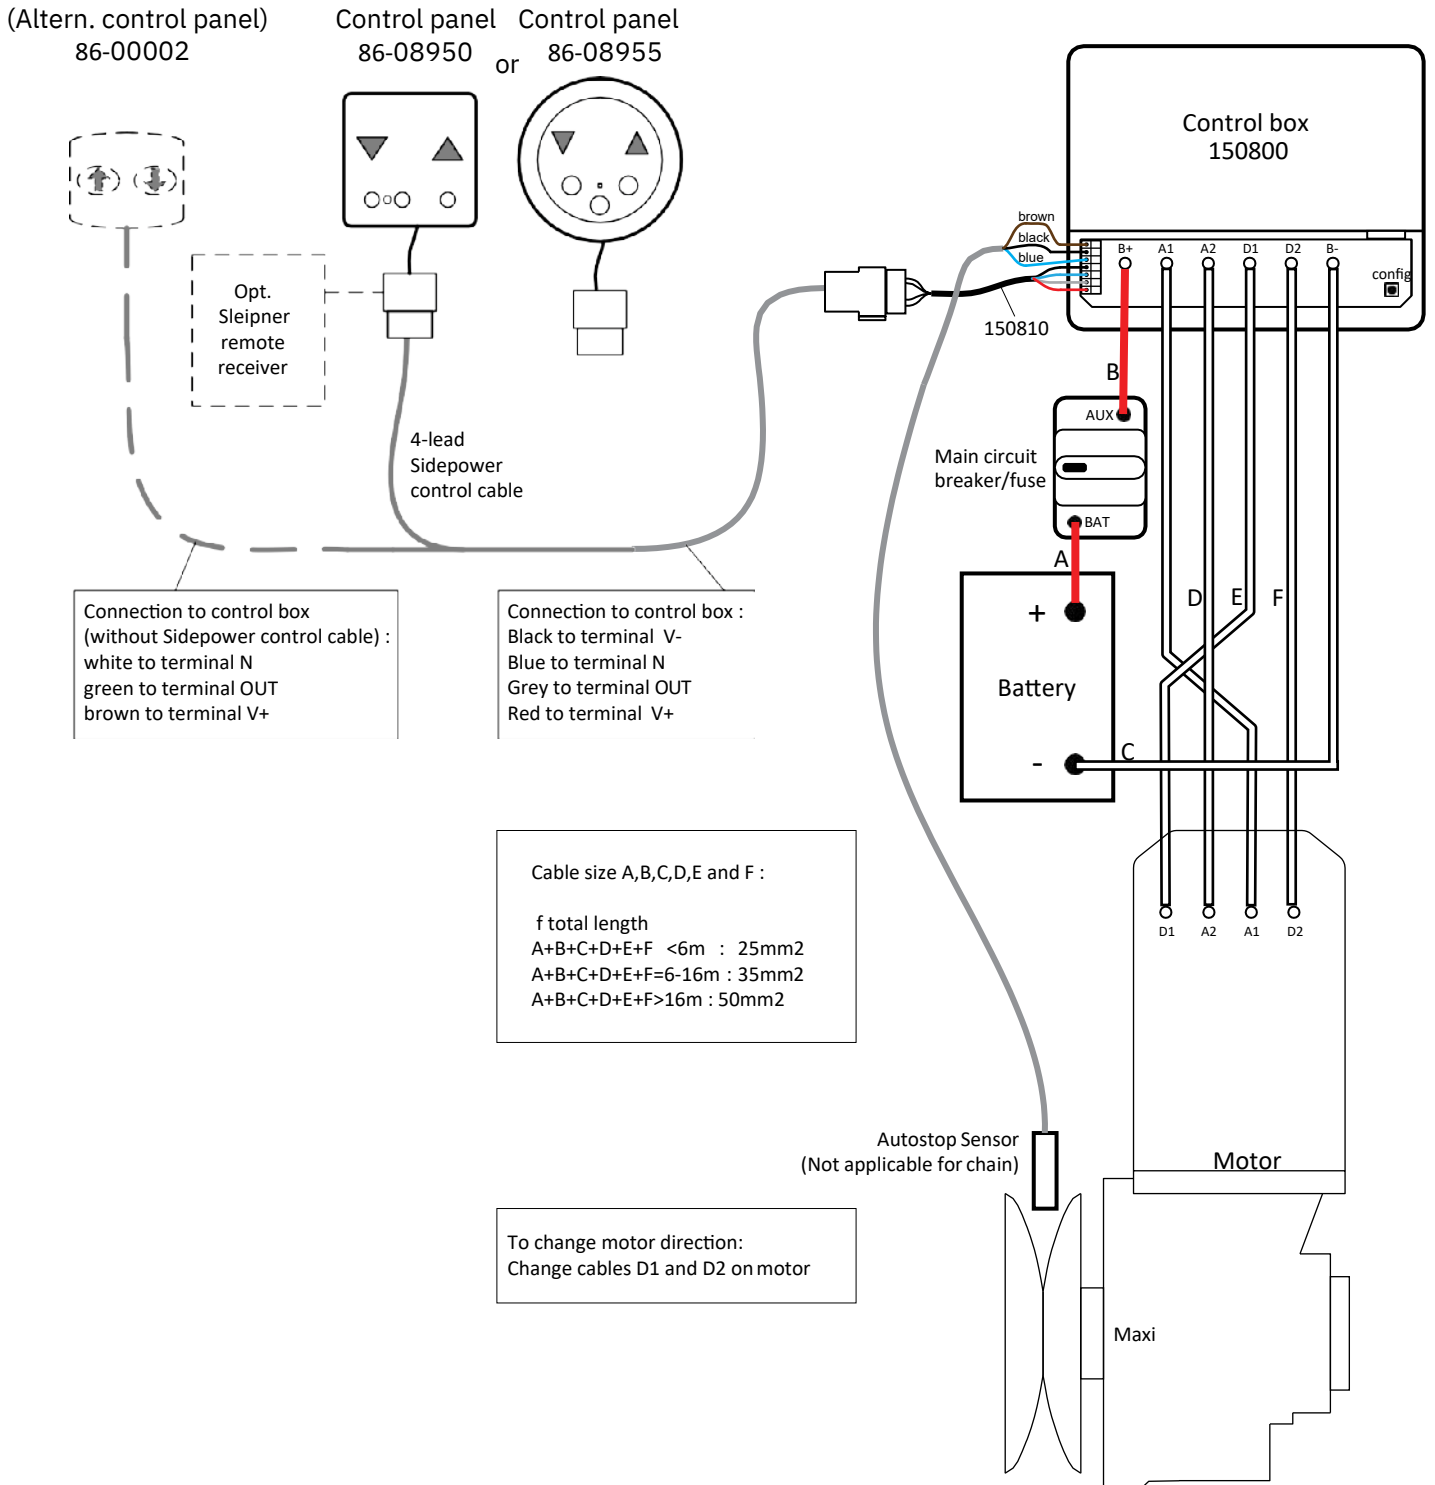 (Altern. control panel)
86-00002
Control panel
86-08950
or
Control panel
86-08955
Opt.
Sleipner
remote
receiver
4-lead
Sidepower
control cable
Connection to control box
(without Sidepower control cable) :
white to terminal N
green to terminal OUT
brown to terminal V+
Connection to control box :
Black to terminal V-
Blue to terminal N
Grey to terminal OUT
Red to terminal V+
Control box
150800
brown
black
blue
B+ A1 A2 D1 D2 B-
config
150810
B
AUX
Main circuit
breaker/fuse
BAT
A
+
Battery
-
C
D E F
Cable size A,B,C,D,E and F :
f total length
A+B+C+D+E+F <6m : 25mm2
A+B+C+D+E+F=6-16m : 35mm2
A+B+C+D+E+F>16m : 50mm2
D1 A2 A1 D2
Motor
Autostop Sensor
(Not applicable for chain)
To change motor direction:
Change cables D1 and D2 on motor
Maxi